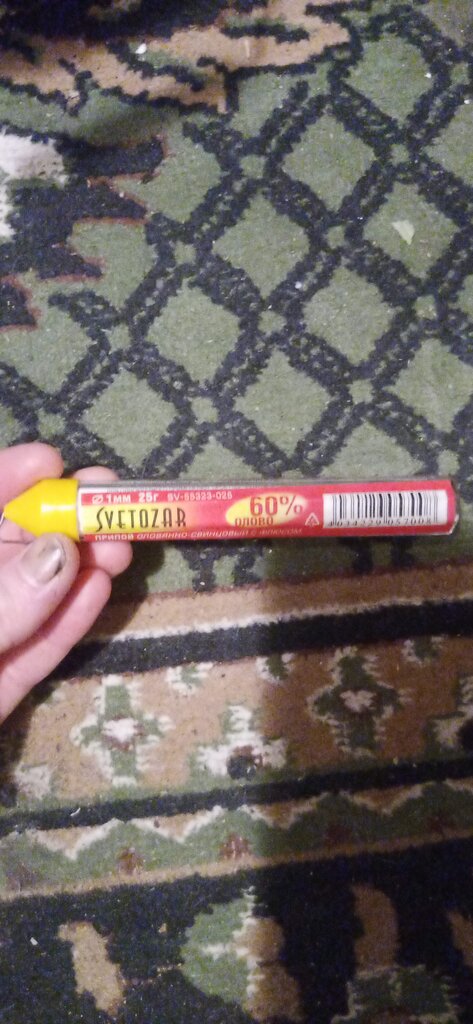 Ø 1мм 25г SV-55323-025
SVETOZAR
60%
ОЛОВО
ПРИПОЙ ОЛОВЯННО-СВИНЦОВЫЙ С ФЛЮСОМ